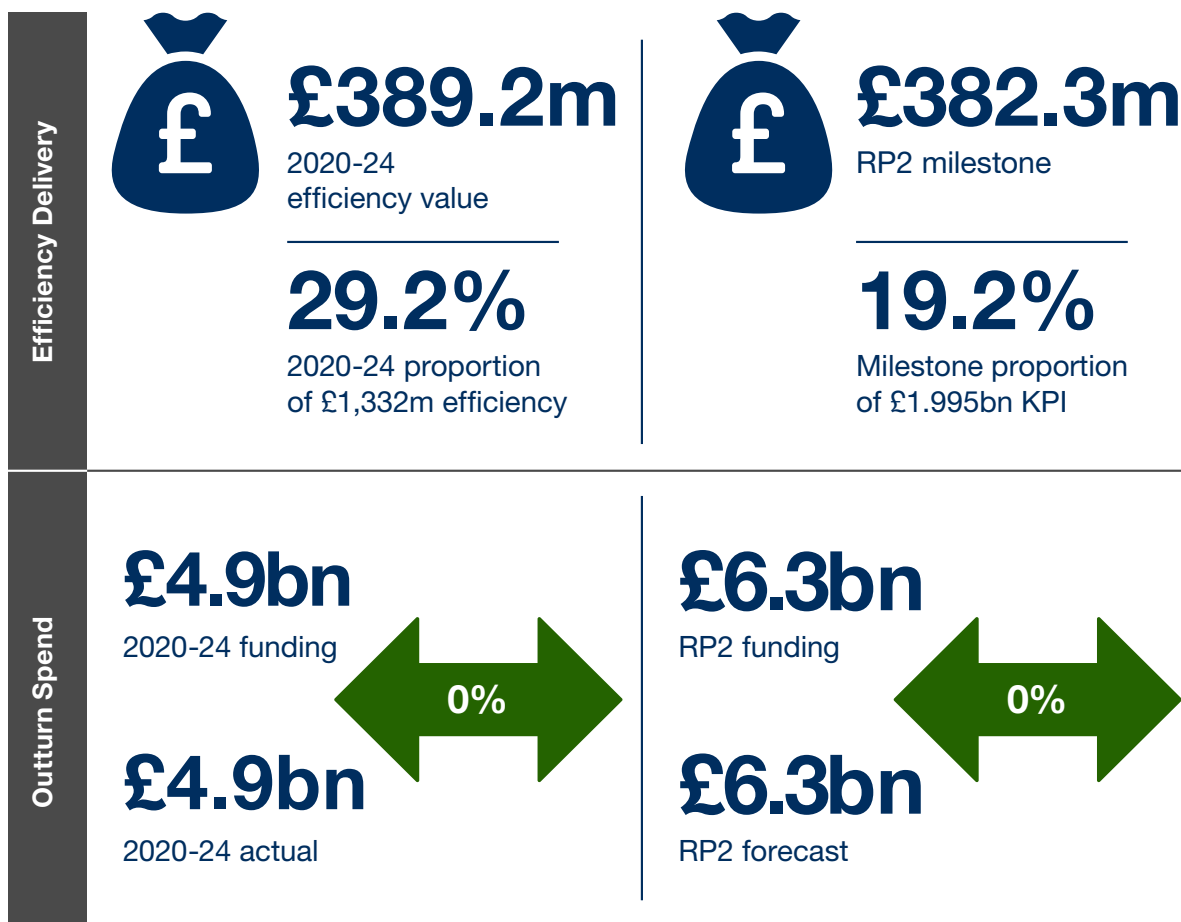 Efficiency Delivery
£
£389.2m
2020-24
efficiency value
29.2%
2020-24 proportion
of £1,332m efficiency
£
£382.3m
RP2 milestone
19.2%
Milestone proportion
of £1.995bn KPI
Outturn Spend
£4.9bn
2020-24 funding
0%
£4.9bn
2020-24 actual
£6.3bn
RP2 funding
0%
£6.3bn
RP2 forecast